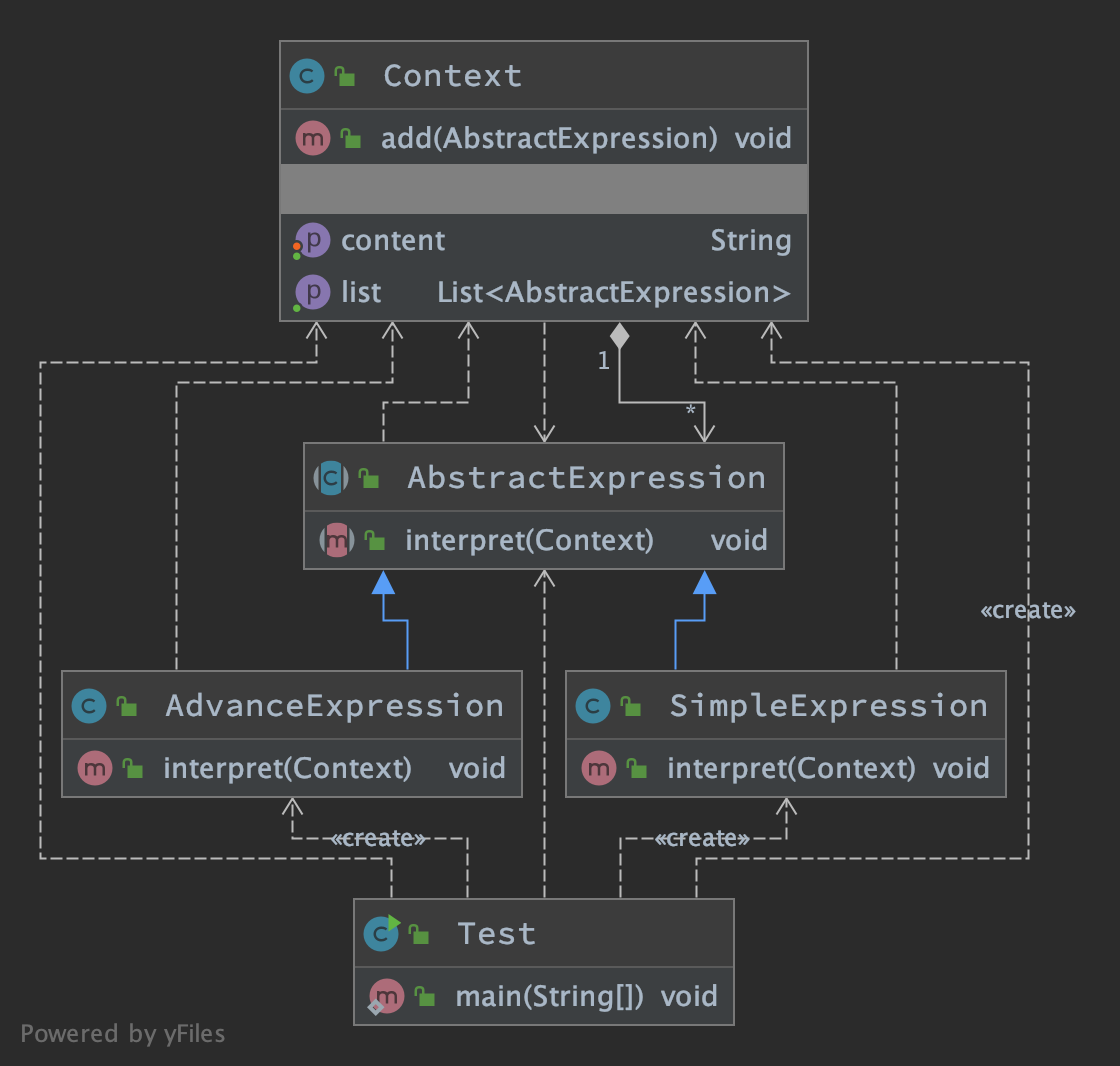 Context
add(AbstractExpression) void
content String
list List<AbstractExpression>
1
*
AbstractExpression
interpret(Context) void
«create»
AdvanceExpression
interpret(Context) void
SimpleExpression
interpret(Context) void
«create»
«create»
Test
main(String[]) void
Powered by yFiles